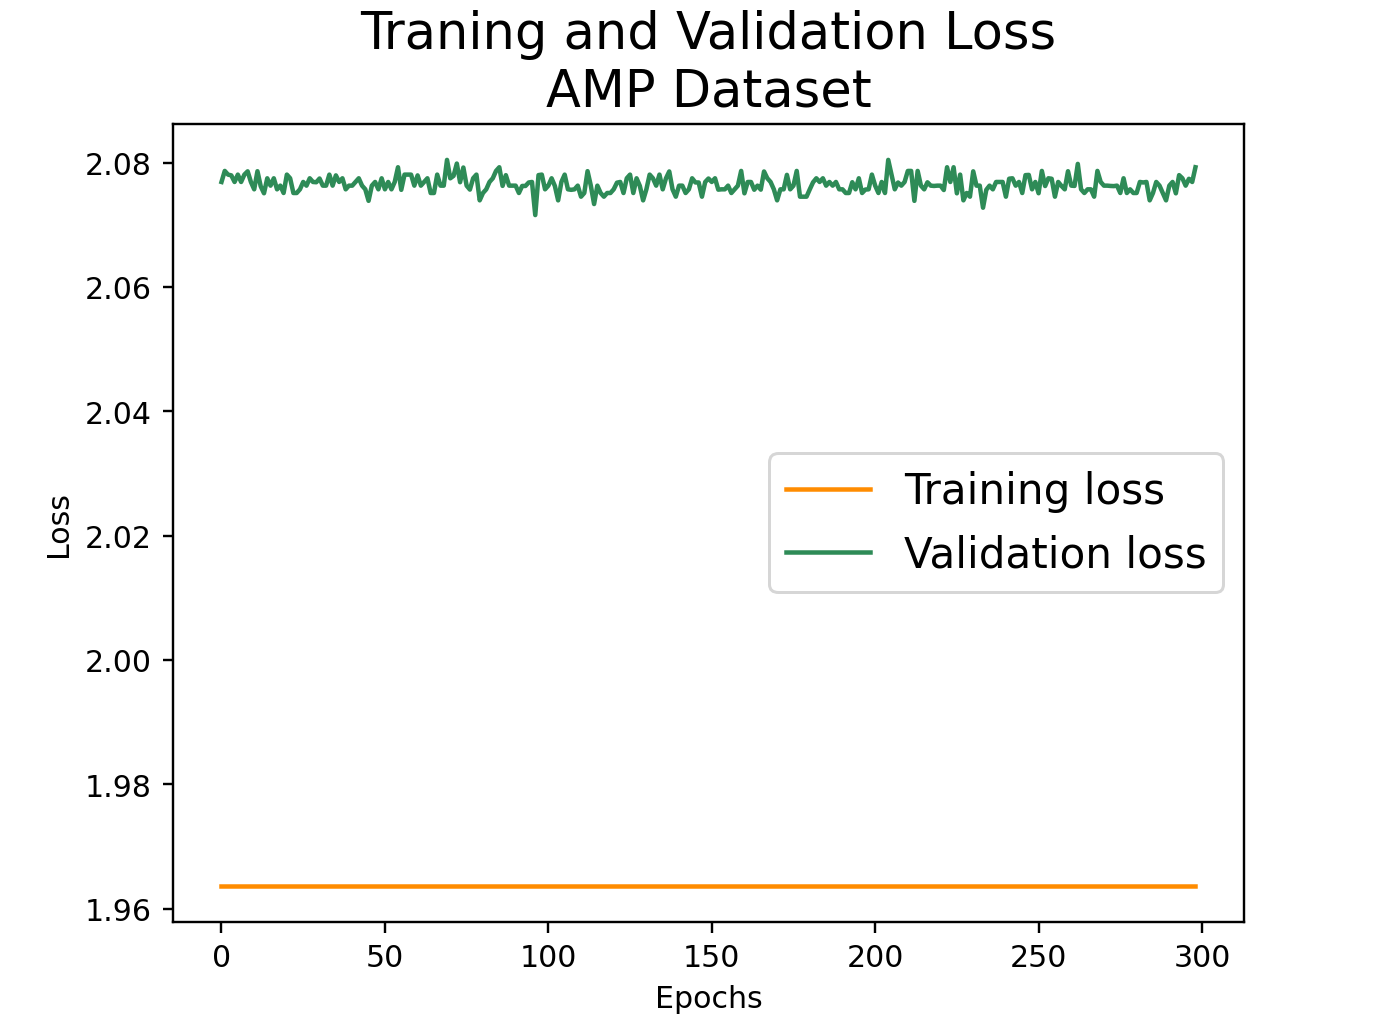 Traning and Validation Loss
AMP Dataset
2.08
2.06
2.04
2.02
2.00
1.98
1.96
Loss
Training loss
Validation loss
0 50 100 150 200 250 300
Epochs